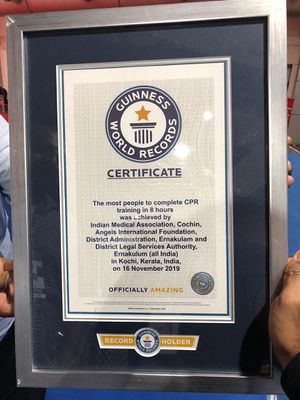 GUINNESS
WORLD RECORDS
CERTIFICATE
The most people to complete CPR
training in 8 hours
was achieved by
Indian Medical Association, Cochin,
Angels International Foundation,
District Administration, Ernakulam and
District Legal Services Authority,
Ernakulam (all India)
in Kochi, Kerala, India,
on 16 November 2019
OFFICIALLY AMAZING
RECORD HOLDER